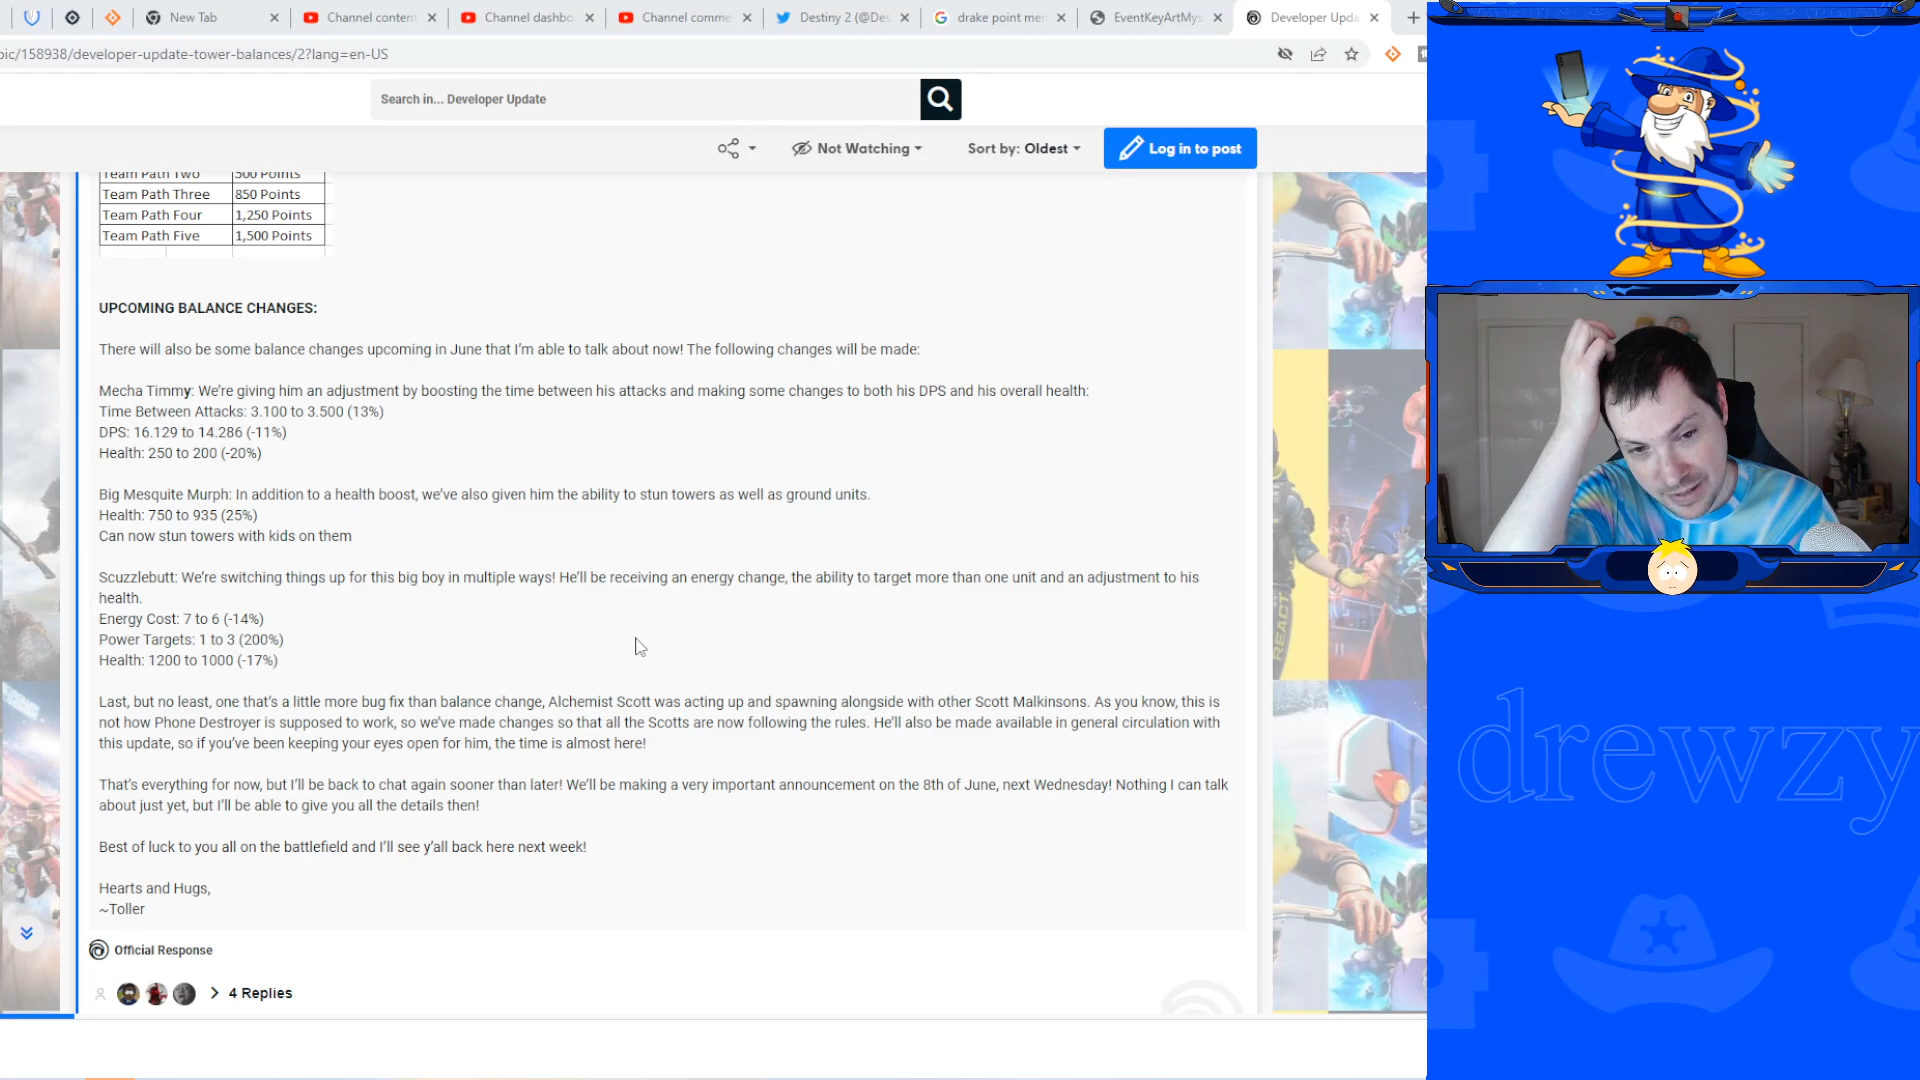 New Tab
Channel content
Channel dashbo
Channel comme
Destiny 2 (@Des
drake point mer
EventKeyArtMys
Developer Upda
pic/158938/developer-update-tower-balances/2?lang=en-US
Search in... Developer Update
Not Watching
Sort by: Oldest
Log in to post
Team Path Two 500 Points
Team Path Three 850 Points
Team Path Four 1,250 Points
Team Path Five 1,500 Points
UPCOMING BALANCE CHANGES:
There will also be some balance changes upcoming in June that I'm able to talk about now! The following changes will be made:
Mecha Timmy: We're giving him an adjustment by boosting the time between his attacks and making some changes to both his DPS and his overall health:
Time Between Attacks: 3.100 to 3.500 (13%)
DPS: 16.129 to 14.286 (-11%)
Health: 250 to 200 (-20%)
Big Mesquite Murph: In addition to a health boost, we've also given him the ability to stun towers as well as ground units.
Health: 750 to 935 (25%)
Can now stun towers with kids on them
Scuzzlebutt: We're switching things up for this big boy in multiple ways! He'll be receiving an energy change, the ability to target more than one unit and an adjustment to his
health.
Energy Cost: 7 to 6 (-14%)
Power Targets: 1 to 3 (200%)
Health: 1200 to 1000 (-17%)
Last, but no least, one that's a little more bug fix than balance change, Alchemist Scott was acting up and spawning alongside with other Scott Malkinsons. As you know, this is
not how Phone Destroyer is supposed to work, so we've made changes so that all the Scotts are now following the rules. He'll also be made available in general circulation with
this update, so if you've been keeping your eyes open for him, the time is almost here!
That's everything for now, but I'll be back to chat again sooner than later! We'll be making a very important announcement on the 8th of June, next Wednesday! Nothing I can talk
about just yet, but I'll be able to give you all the details then!
Best of luck to you all on the battlefield and I'll see y'all back here next week!
Hearts and Hugs,
~Toller
Official Response
4 Replies
REACT
drewzy